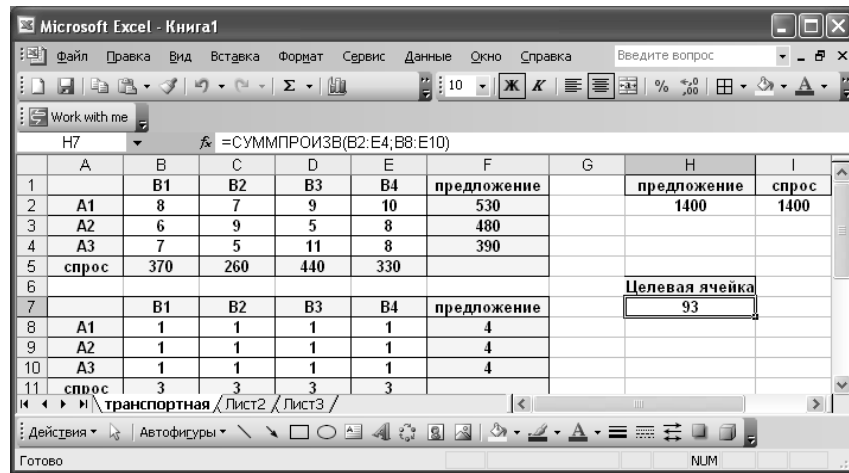 Microsoft Excel - Книга1
Файл Правка Вид Вставка Формат Сервис Данные Окно Справка Введите вопрос
Σ 10 Ж К % ,00 A
Work with me
H7 fx =СУММПРОИЗВ(B2:E4;B8:E10)
A B C D E F G H I
1 B1 B2 B3 B4 предложение предложение спрос
2 A1 8 7 9 10 530 1400 1400
3 A2 6 9 5 8 480
4 A3 7 5 11 8 390
5 спрос 370 260 440 330
6 Целевая ячейка
7 B1 B2 B3 B4 предложение 93
8 A1 1 1 1 1 4
9 A2 1 1 1 1 4
10 A3 1 1 1 1 4
11 спрос 3 3 3 3
транспортная Лист2 Лист3
Действия Автофигуры A
Готово NUM